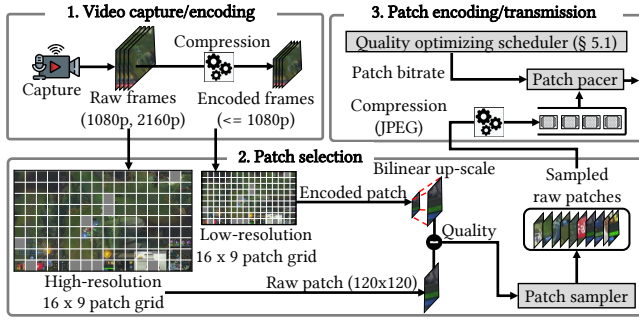 1. Video capture/encoding
Compression
Capture
Raw frames
(1080p, 2160p)
Encoded frames
(<= 1080p)
3. Patch encoding/transmission
Quality optimizing scheduler (§ 5.1)
Patch bitrate
Patch pacer
Compression
(JPEG)
2. Patch selection
Bilinear up-scale
Encoded patch
Low-resolution
16 x 9 patch grid
Quality
High-resolution
16 x 9 patch grid
Raw patch (120x120)
Sampled
raw patches
Patch sampler